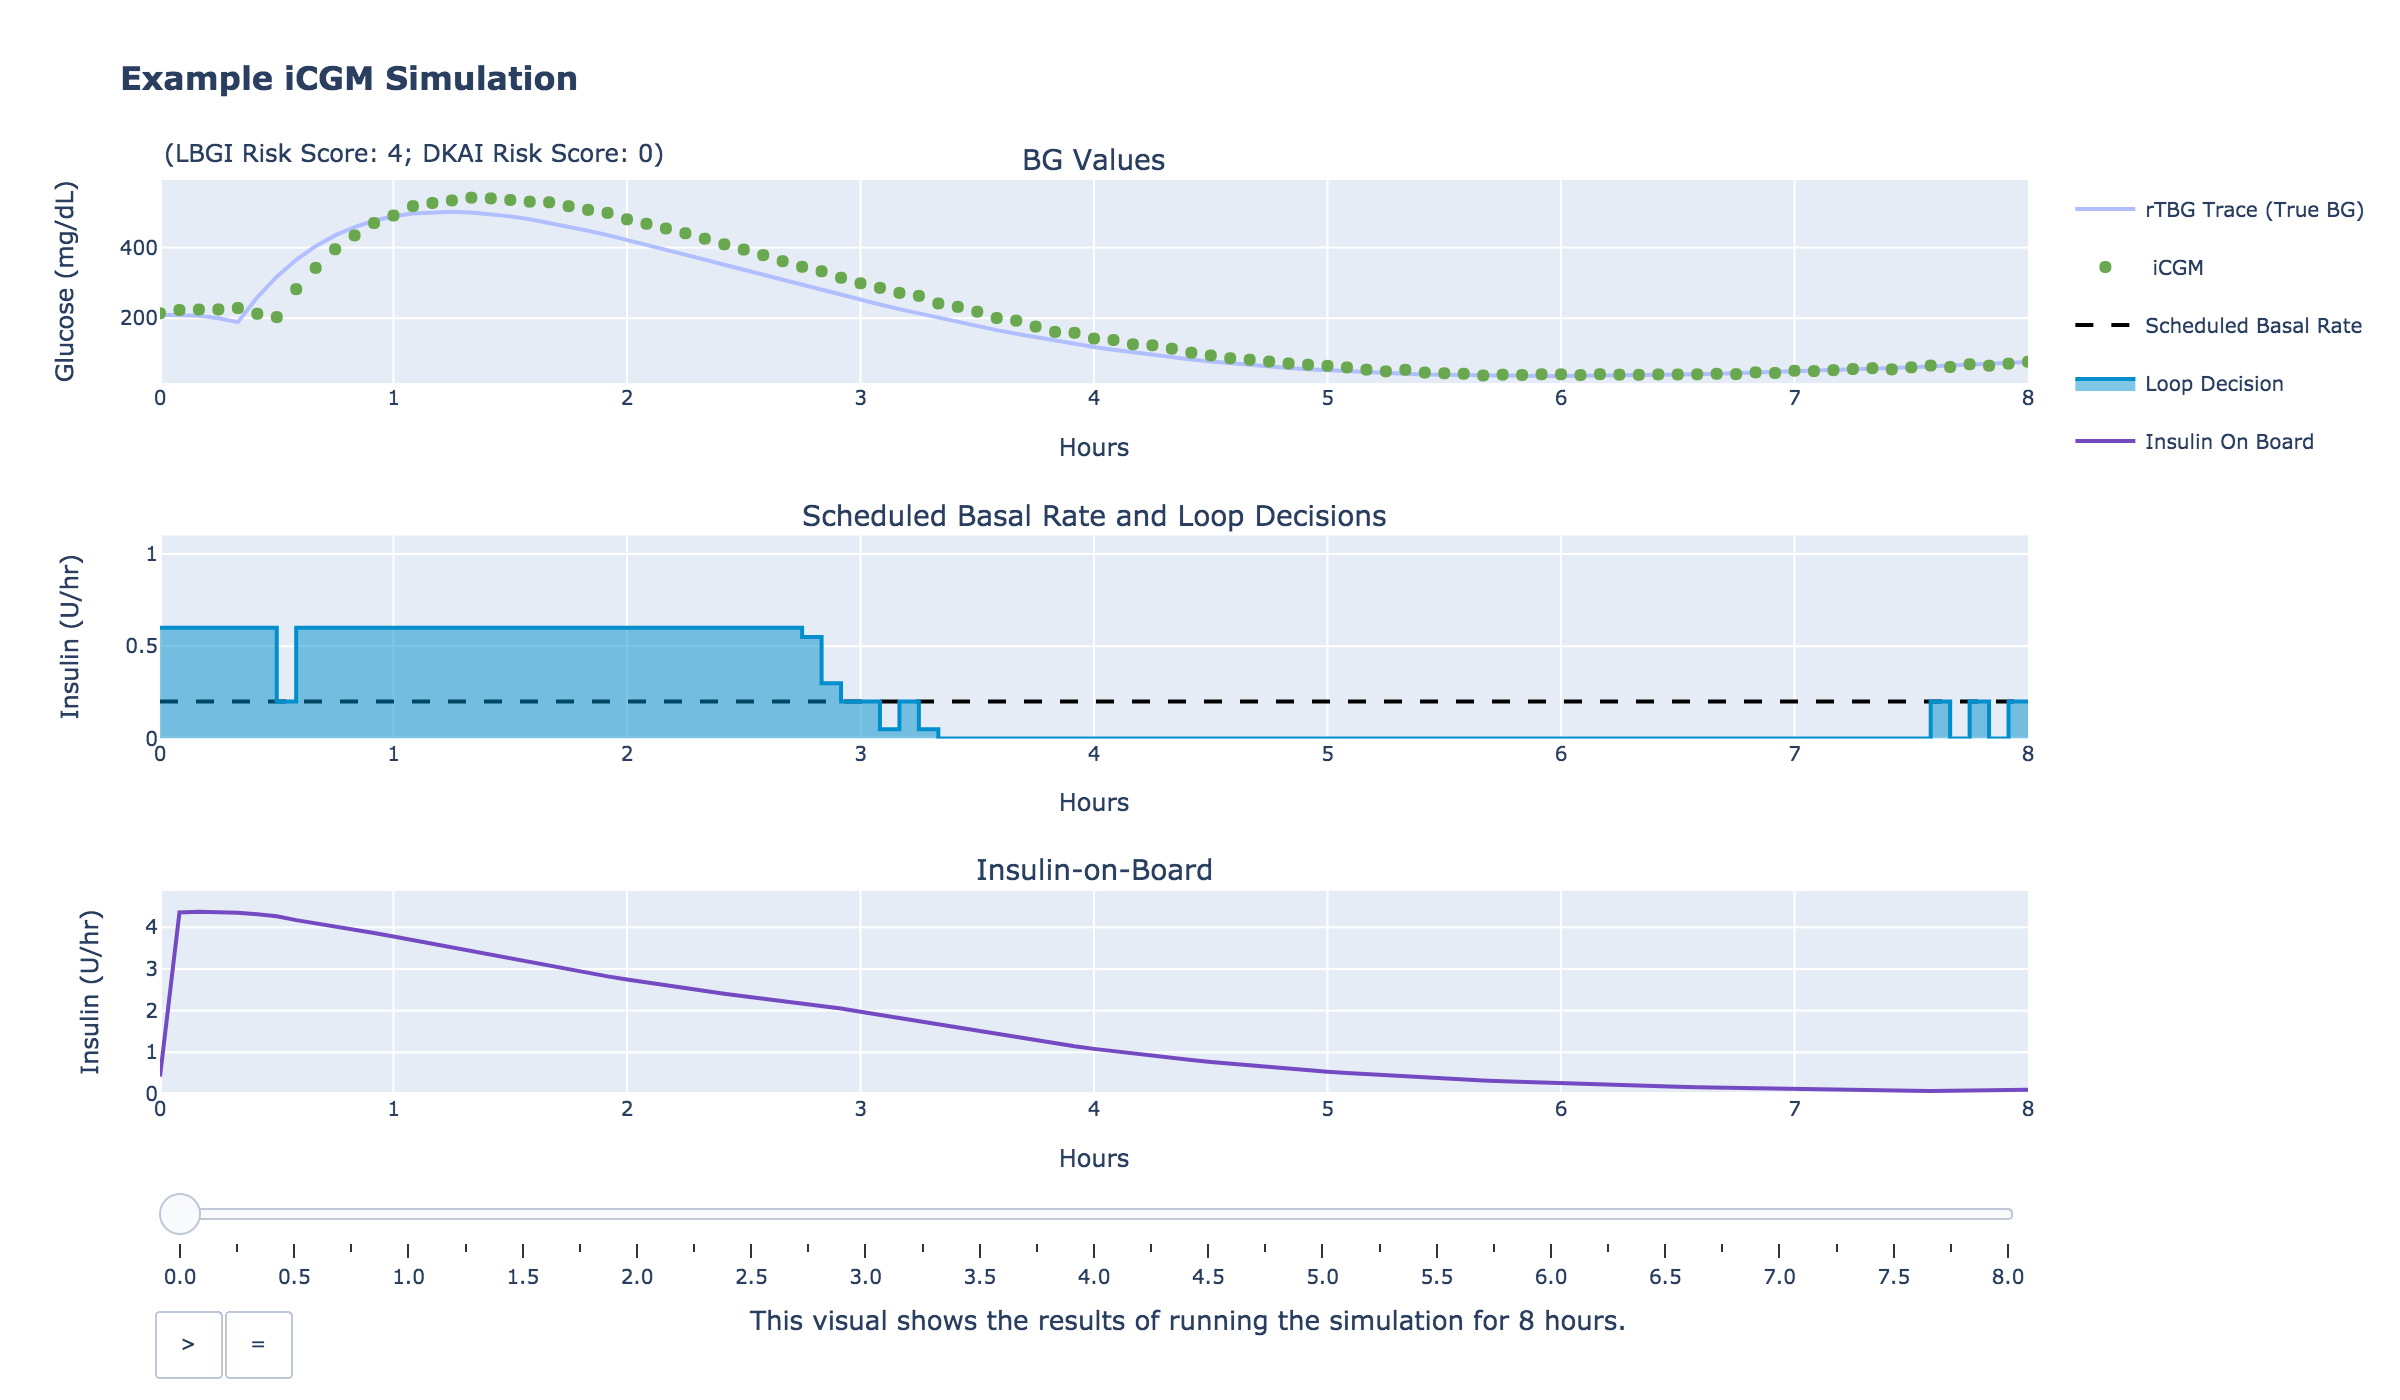 Example iCGM Simulation
(LBGI Risk Score: 4; DKAI Risk Score: 0)
BG Values
Glucose (mg/dL)
400
200
0 1 2 3 4 5 6 7 8
Hours
rTBG Trace (True BG)
iCGM
Scheduled Basal Rate
Loop Decision
Insulin On Board
Scheduled Basal Rate and Loop Decisions
Insulin (U/hr)
1
0.5
0
0 1 2 3 4 5 6 7 8
Hours
Insulin-on-Board
Insulin (U/hr)
4
3
2
1
0
0 1 2 3 4 5 6 7 8
Hours
0.0 0.5 1.0 1.5 2.0 2.5 3.0 3.5 4.0 4.5 5.0 5.5 6.0 6.5 7.0 7.5 8.0
This visual shows the results of running the simulation for 8 hours.
> =